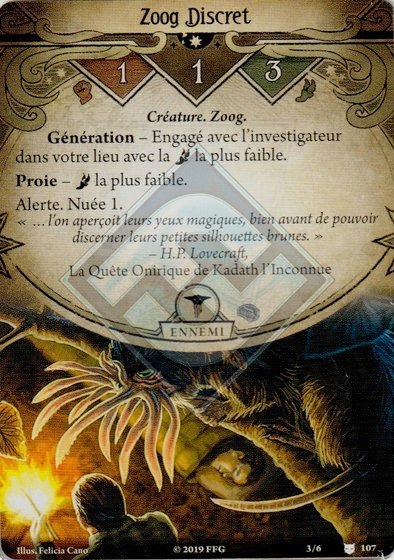 Zoog Discret
1 1 3
Créature. Zoog.
Génération – Engagé avec l'investigateur
dans votre lieu avec la la plus faible.
Proie – la plus faible.
Alerte. Nuée 1.
« …l'on aperçoit leurs yeux magiques, bien avant de pouvoir
discerner leurs petites silhouettes brunes. »
– H.P. Lovecraft,
La Quête Onirique de Kadath l'Inconnue
ENNEMI
Illus. Felicia Cano © 2019 FFG 3/6 107